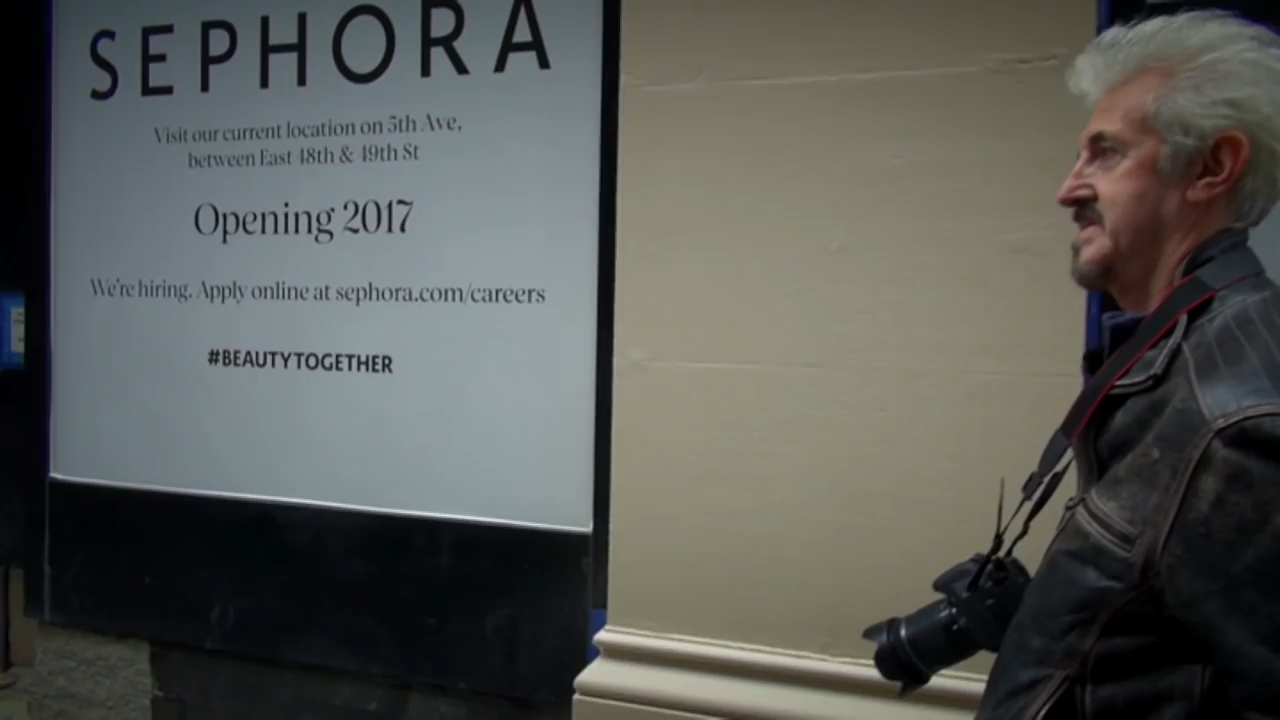 SEPHORA
Visit our current location on 5th Ave,
between East 48th & 49th St
Opening 2017
We're hiring. Apply online at sephora.com/careers
#BEAUTYTOGETHER